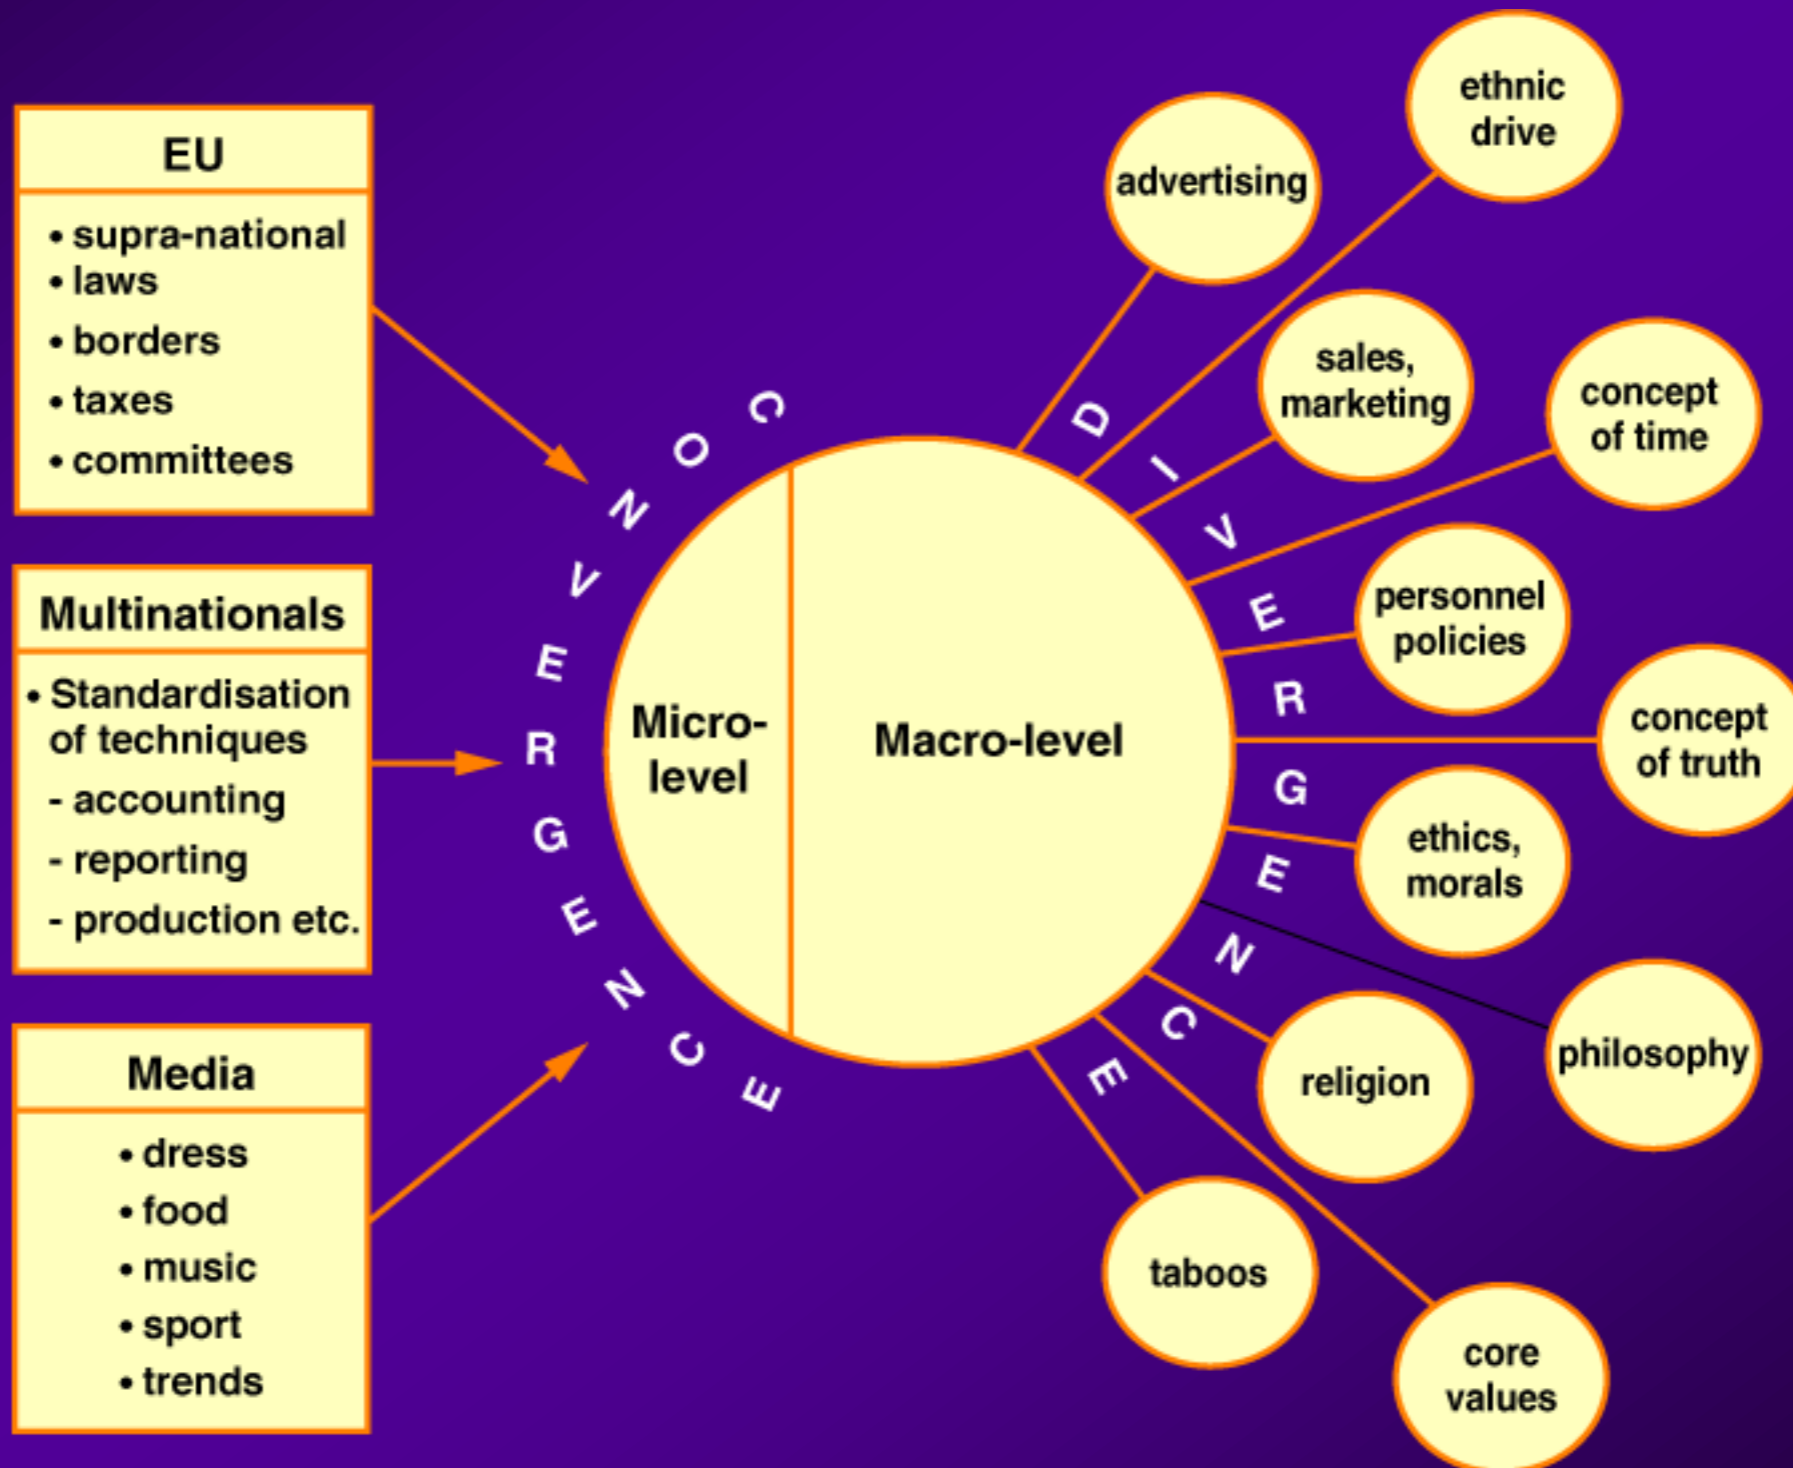 EU
• supra-national
• laws
• borders
• taxes
• committees
Multinationals
• Standardisation
of techniques
- accounting
- reporting
- production etc.
Media
• dress
• food
• music
• sport
• trends
CONVERGENCE
Micro-
level
Macro-level
DIVERGENCE
advertising
ethnic
drive
sales,
marketing
concept
of time
personnel
policies
concept
of truth
ethics,
morals
philosophy
religion
core
values
taboos